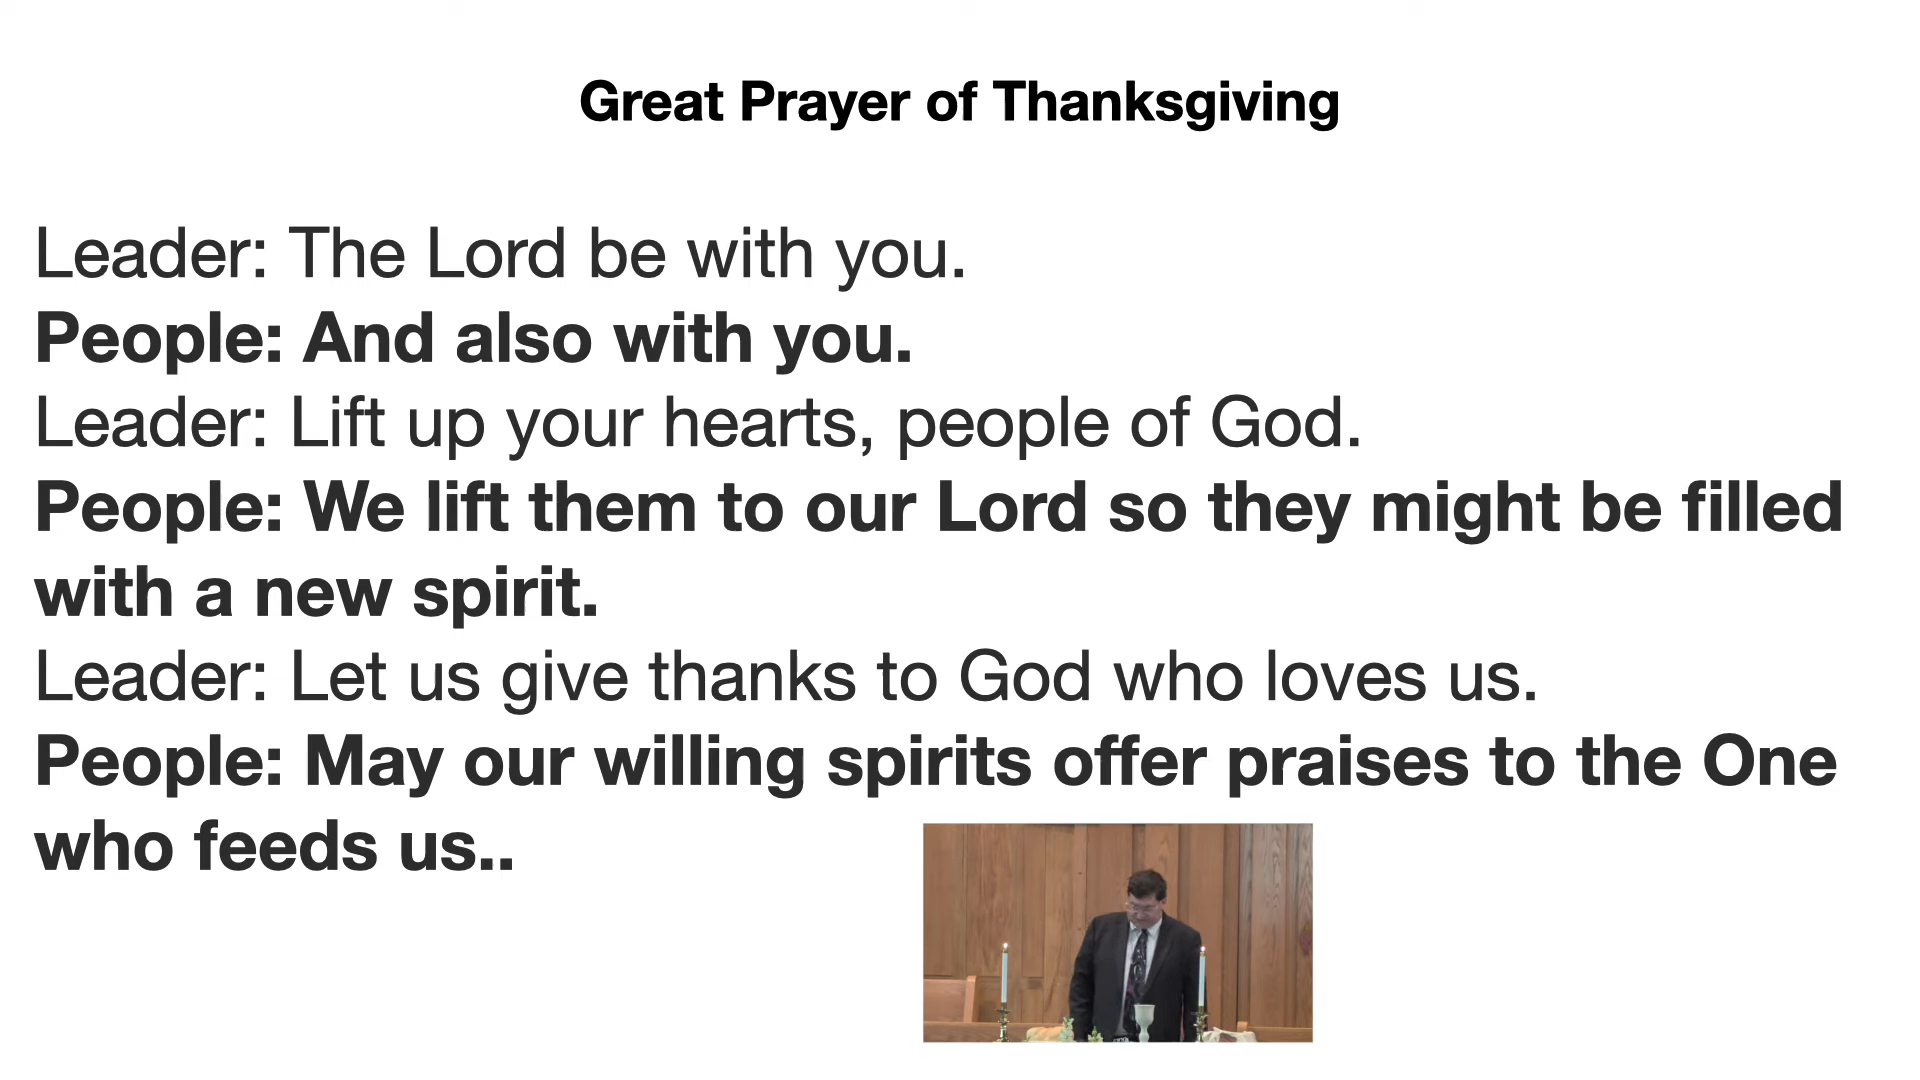 Great Prayer of Thanksgiving
Leader: The Lord be with you.
People: And also with you.
Leader: Lift up your hearts, people of God.
People: We lift them to our Lord so they might be filled
with a new spirit.
Leader: Let us give thanks to God who loves us.
People: May our willing spirits offer praises to the One
who feeds us..